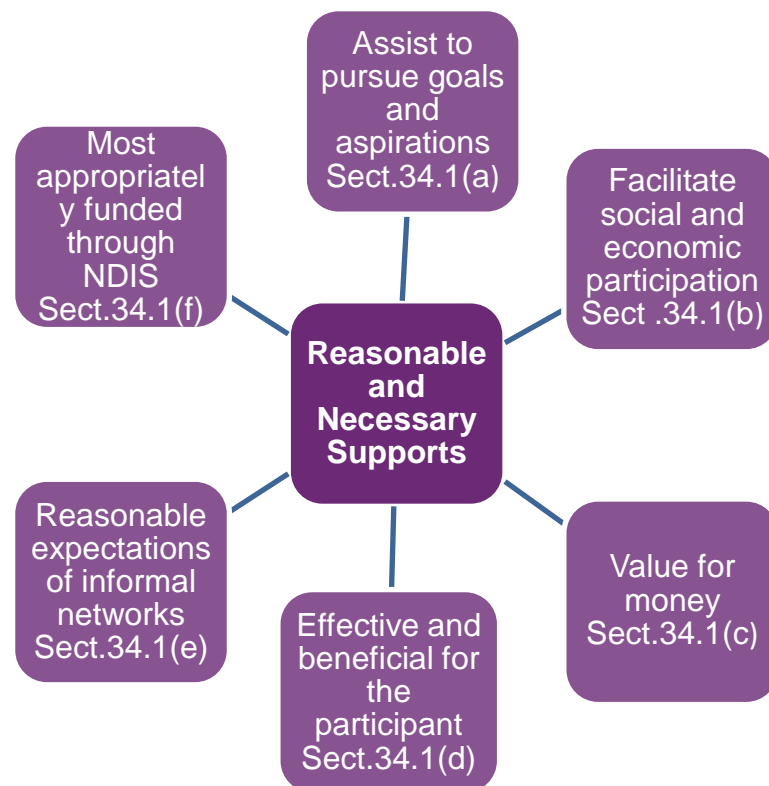 Assist to
pursue goals
and
aspirations
Sect.34.1(a)
Facilitate
social and
economic
participation
Sect .34.1(b)
Value for
money
Sect.34.1(c)
Effective and
beneficial for
the
participant
Sect.34.1(d)
Reasonable
expectations
of informal
networks
Sect.34.1(e)
Most
appropriatel
y funded
through
NDIS
Sect.34.1(f)
Reasonable
and
Necessary
Supports